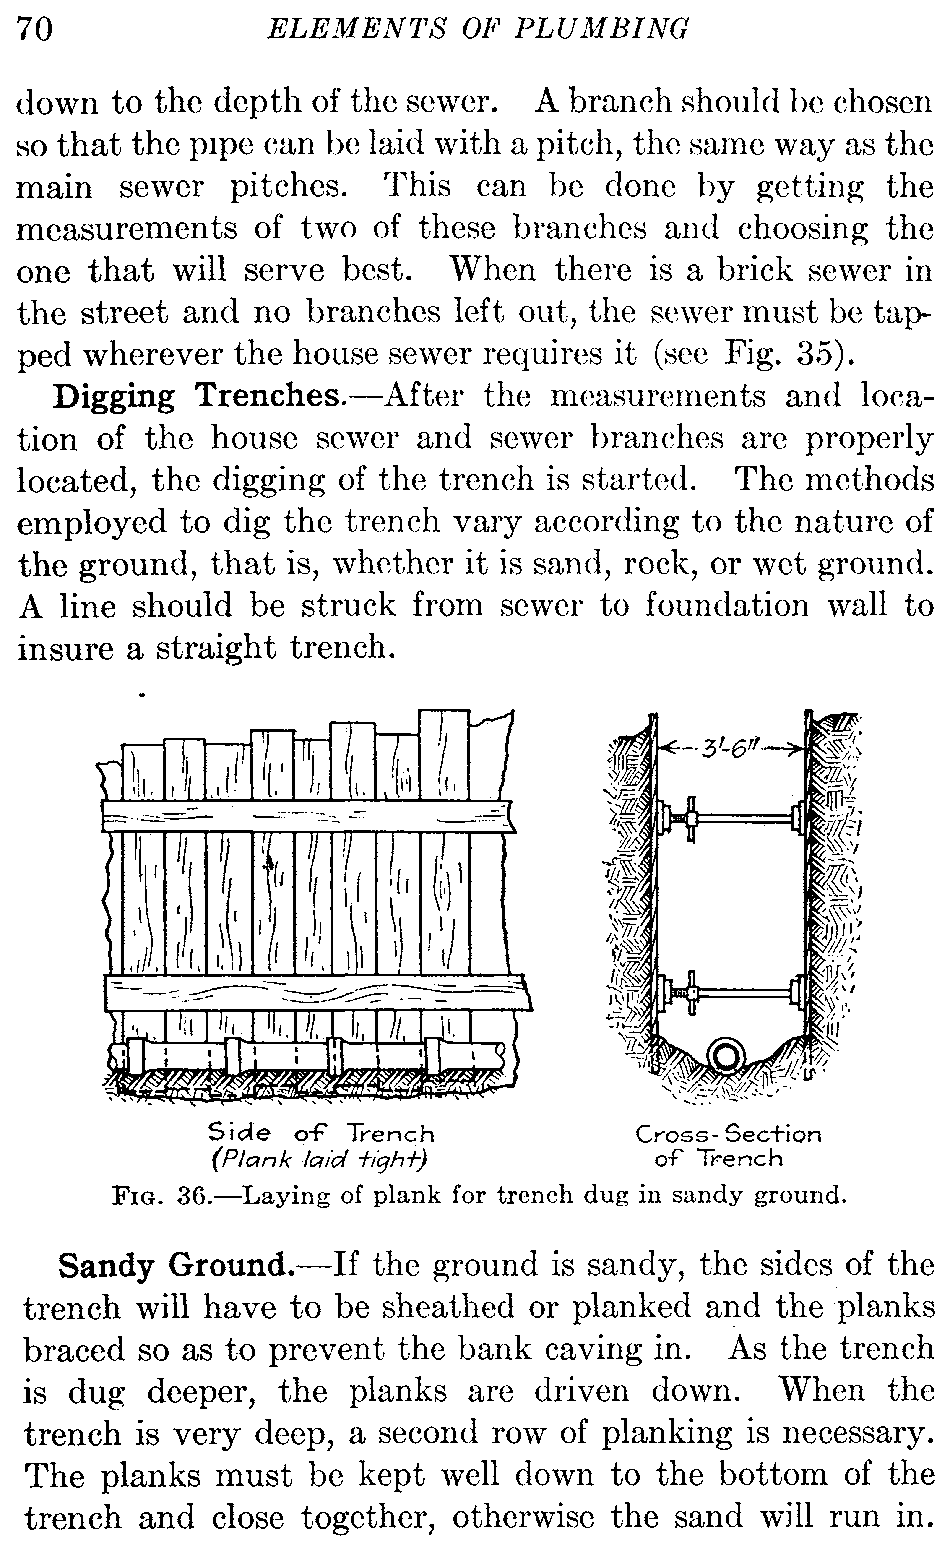 70 ELEMENTS OF PLUMBING
down to the depth of the sewer. A branch should be chosen
so that the pipe can be laid with a pitch, the same way as the
main sewer pitches. This can be done by getting the
measurements of two of these branches and choosing the
one that will serve best. When there is a brick sewer in
the street and no branches left out, the sewer must be tap-
ped wherever the house sewer requires it (see Fig. 35).
Digging Trenches.—After the measurements and loca-
tion of the house sewer and sewer branches are properly
located, the digging of the trench is started. The methods
employed to dig the trench vary according to the nature of
the ground, that is, whether it is sand, rock, or wet ground.
A line should be struck from sewer to foundation wall to
insure a straight trench.
3'-6"
Side of Trench
(Plank laid tight)
Cross-Section
of Trench
Fig. 36.—Laying of plank for trench dug in sandy ground.
Sandy Ground.—If the ground is sandy, the sides of the
trench will have to be sheathed or planked and the planks
braced so as to prevent the bank caving in. As the trench
is dug deeper, the planks are driven down. When the
trench is very deep, a second row of planking is necessary.
The planks must be kept well down to the bottom of the
trench and close together, otherwise the sand will run in.